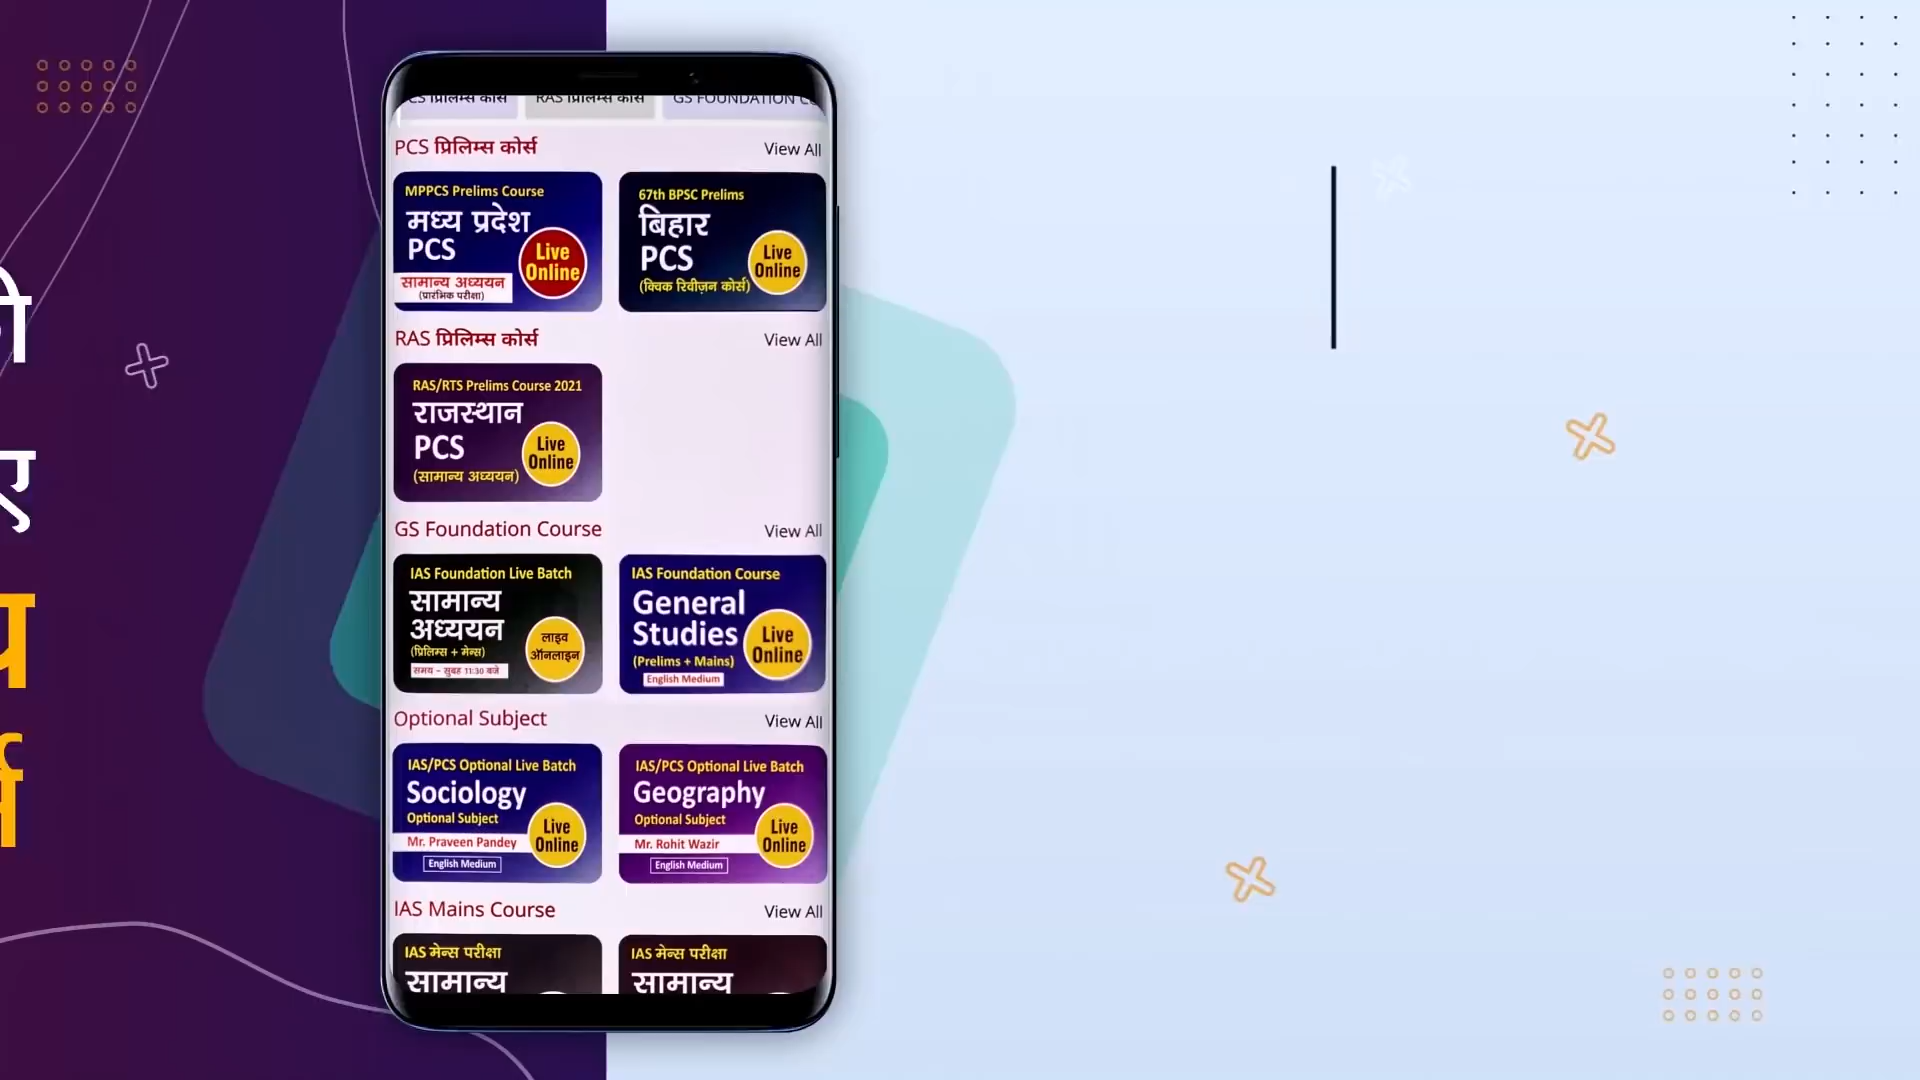 PCS प्रिलिम्स कोर्स
View All
MPPCS Prelims Course
मध्य प्रदेश
PCS
Live
Online
सामान्य अध्ययन
(प्रारंभिक परीक्षा)
67th BPSC Prelims
बिहार
PCS
Live
Online
(क्विक रिवीज़न कोर्स)
RAS प्रिलिम्स कोर्स
View All
RAS/RTS Prelims Course 2021
राजस्थान
PCS
Live
Online
(सामान्य अध्ययन)
GS Foundation Course
View All
IAS Foundation Live Batch
सामान्य
अध्ययन
(प्रिलिम्स + मेन्स)
लाइव
ऑनलाइन
समय - सुबह 11:30 बजे
IAS Foundation Course
General
Studies
Live
Online
(Prelims + Mains)
English Medium
Optional Subject
View All
IAS/PCS Optional Live Batch
Sociology
Optional Subject
Live
Online
Mr. Praveen Pandey
English Medium
IAS/PCS Optional Live Batch
Geography
Optional Subject
Live
Online
Mr. Rohit Wazir
English Medium
IAS Mains Course
View All
IAS मेन्स परीक्षा
सामान्य
IAS मेन्स परीक्षा
सामान्य